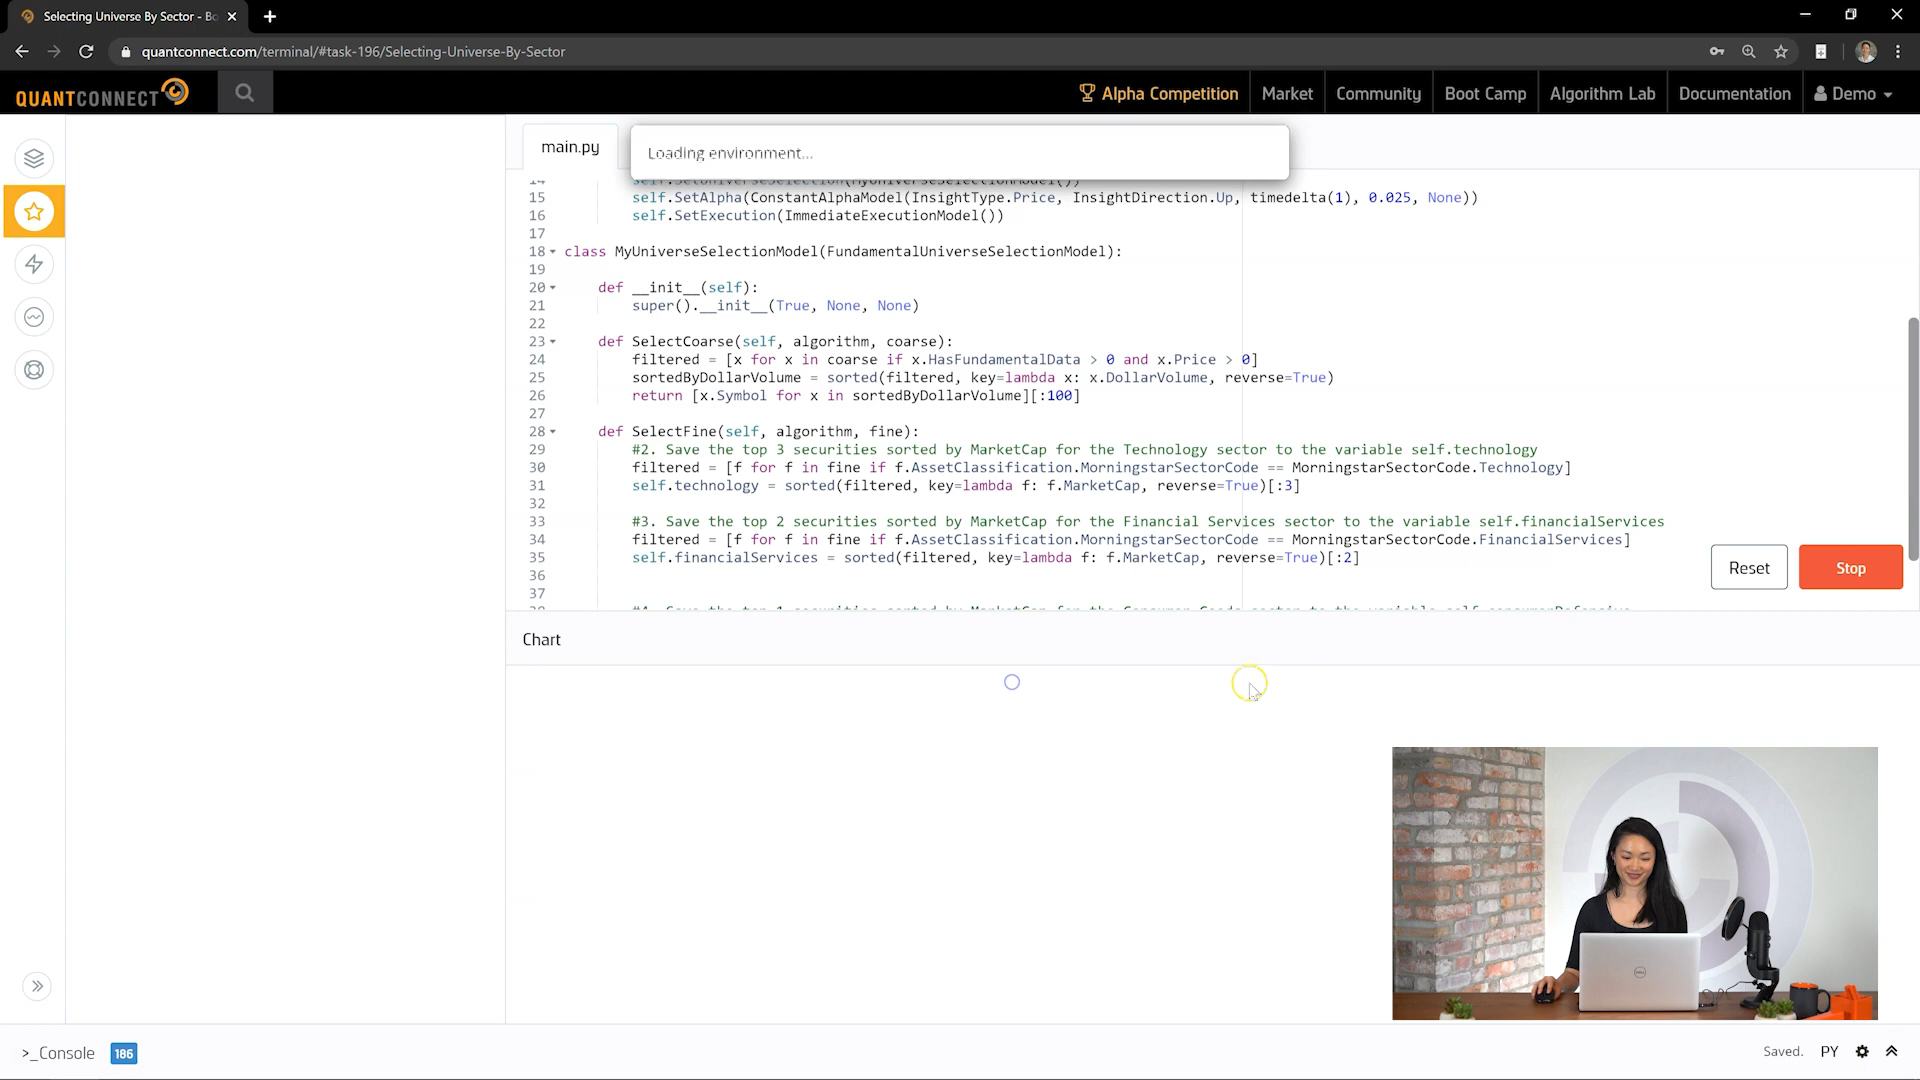 Selecting Universe By Sector - Bo
quantconnect.com/terminal/#task-196/Selecting-Universe-By-Sector
QUANTCONNECT
Alpha Competition
Market
Community
Boot Camp
Algorithm Lab
Documentation
Demo
main.py
Loading environment...
15 self.SetAlpha(ConstantAlphaModel(InsightType.Price, InsightDirection.Up, timedelta(1), 0.025, None))
16 self.SetExecution(ImmediateExecutionModel())
17
18 class MyUniverseSelectionModel(FundamentalUniverseSelectionModel):
19
20 def __init__(self):
21 super().__init__(True, None, None)
22
23 def SelectCoarse(self, algorithm, coarse):
24 filtered = [x for x in coarse if x.HasFundamentalData > 0 and x.Price > 0]
25 sortedByDollarVolume = sorted(filtered, key=lambda x: x.DollarVolume, reverse=True)
26 return [x.Symbol for x in sortedByDollarVolume][:100]
27
28 def SelectFine(self, algorithm, fine):
29 #2. Save the top 3 securities sorted by MarketCap for the Technology sector to the variable self.technology
30 filtered = [f for f in fine if f.AssetClassification.MorningstarSectorCode == MorningstarSectorCode.Technology]
31 self.technology = sorted(filtered, key=lambda f: f.MarketCap, reverse=True)[:3]
32
33 #3. Save the top 2 securities sorted by MarketCap for the Financial Services sector to the variable self.financialServices
34 filtered = [f for f in fine if f.AssetClassification.MorningstarSectorCode == MorningstarSectorCode.FinancialServices]
35 self.financialServices = sorted(filtered, key=lambda f: f.MarketCap, reverse=True)[:2]
36
37
Reset
Stop
Chart
>_Console 186
Saved.
PY